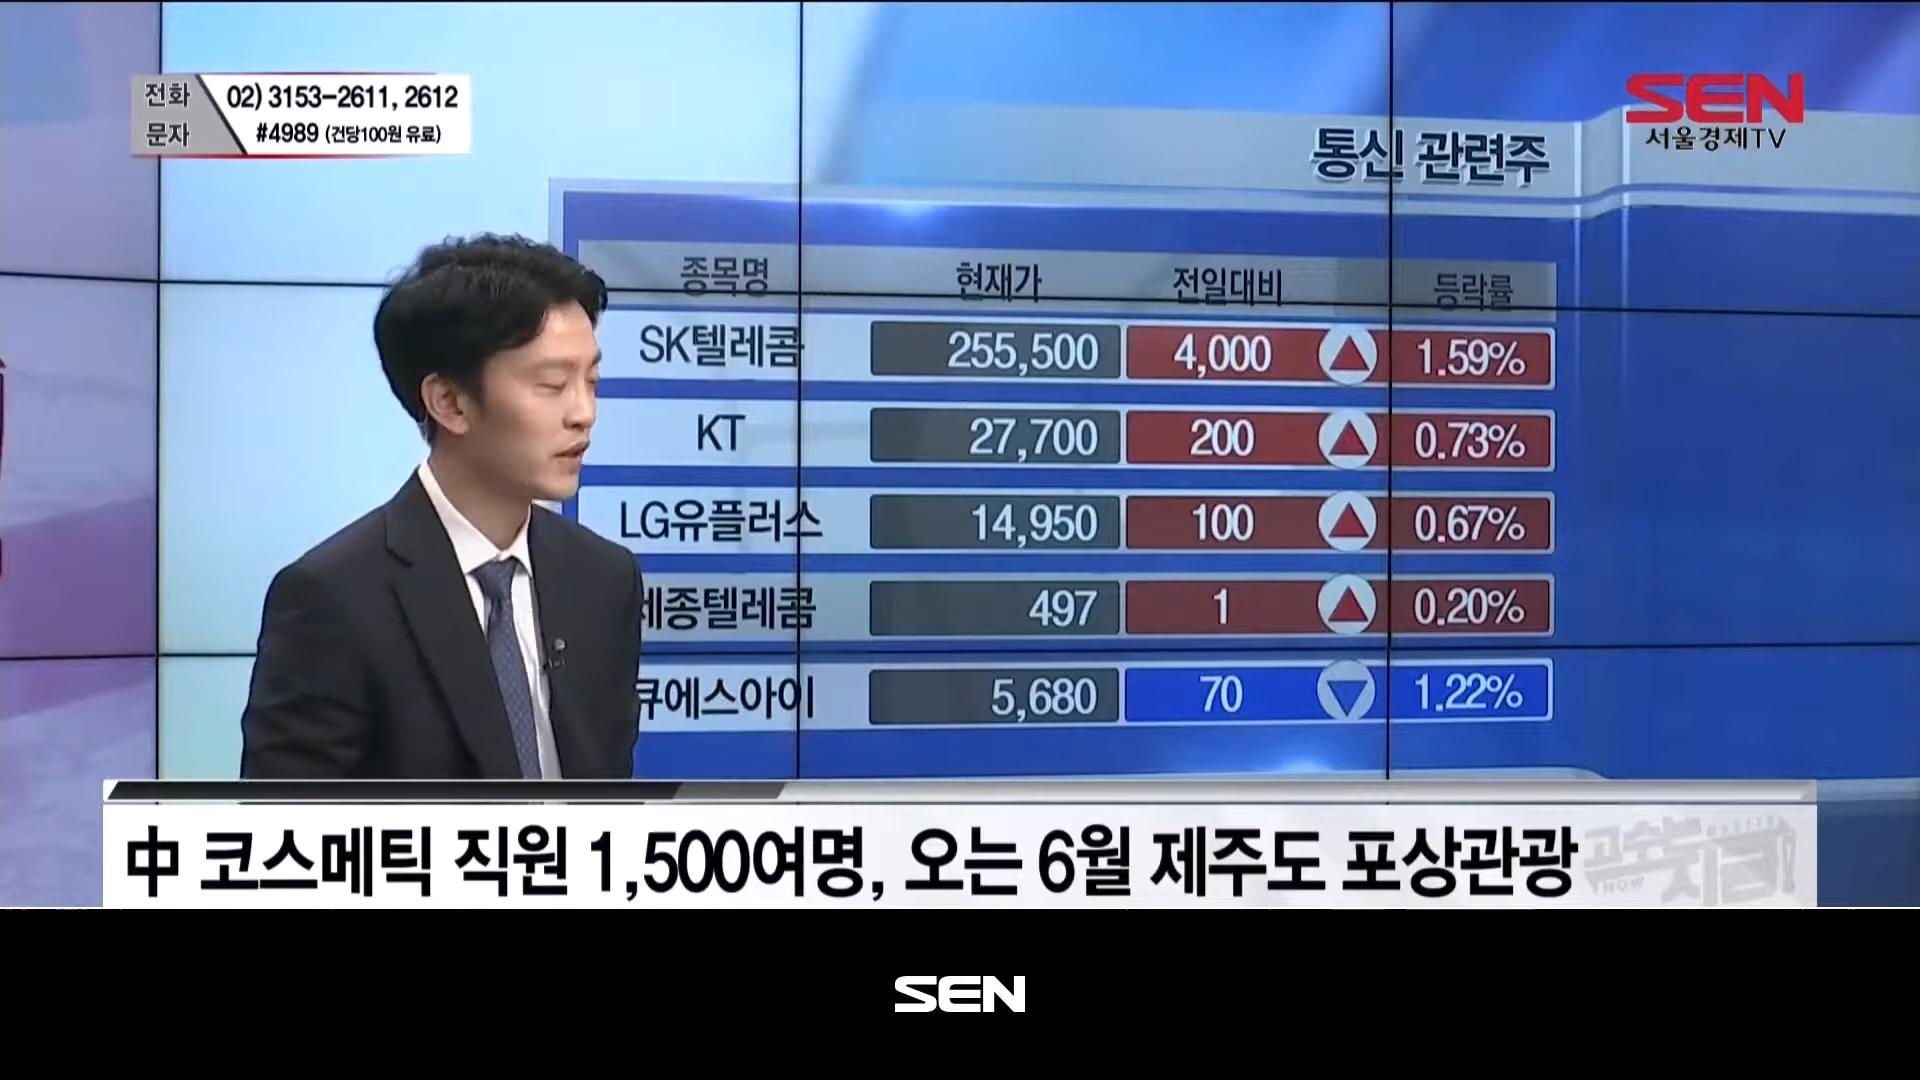 전화 02) 3153-2611, 2612
문자 #4989 (건당100원 유료)
SEN
서울경제TV
통신 관련주
종목명 현재가 전일대비 등락률
SK텔레콤 255,500 4,000 1.59%
KT 27,700 200 0.73%
LG유플러스 14,950 100 0.67%
세종텔레콤 497 1 0.20%
큐에스아이 5,680 70 1.22%
中 코스메틱 직원 1,500여명, 오는 6월 제주도 포상관광
SEN